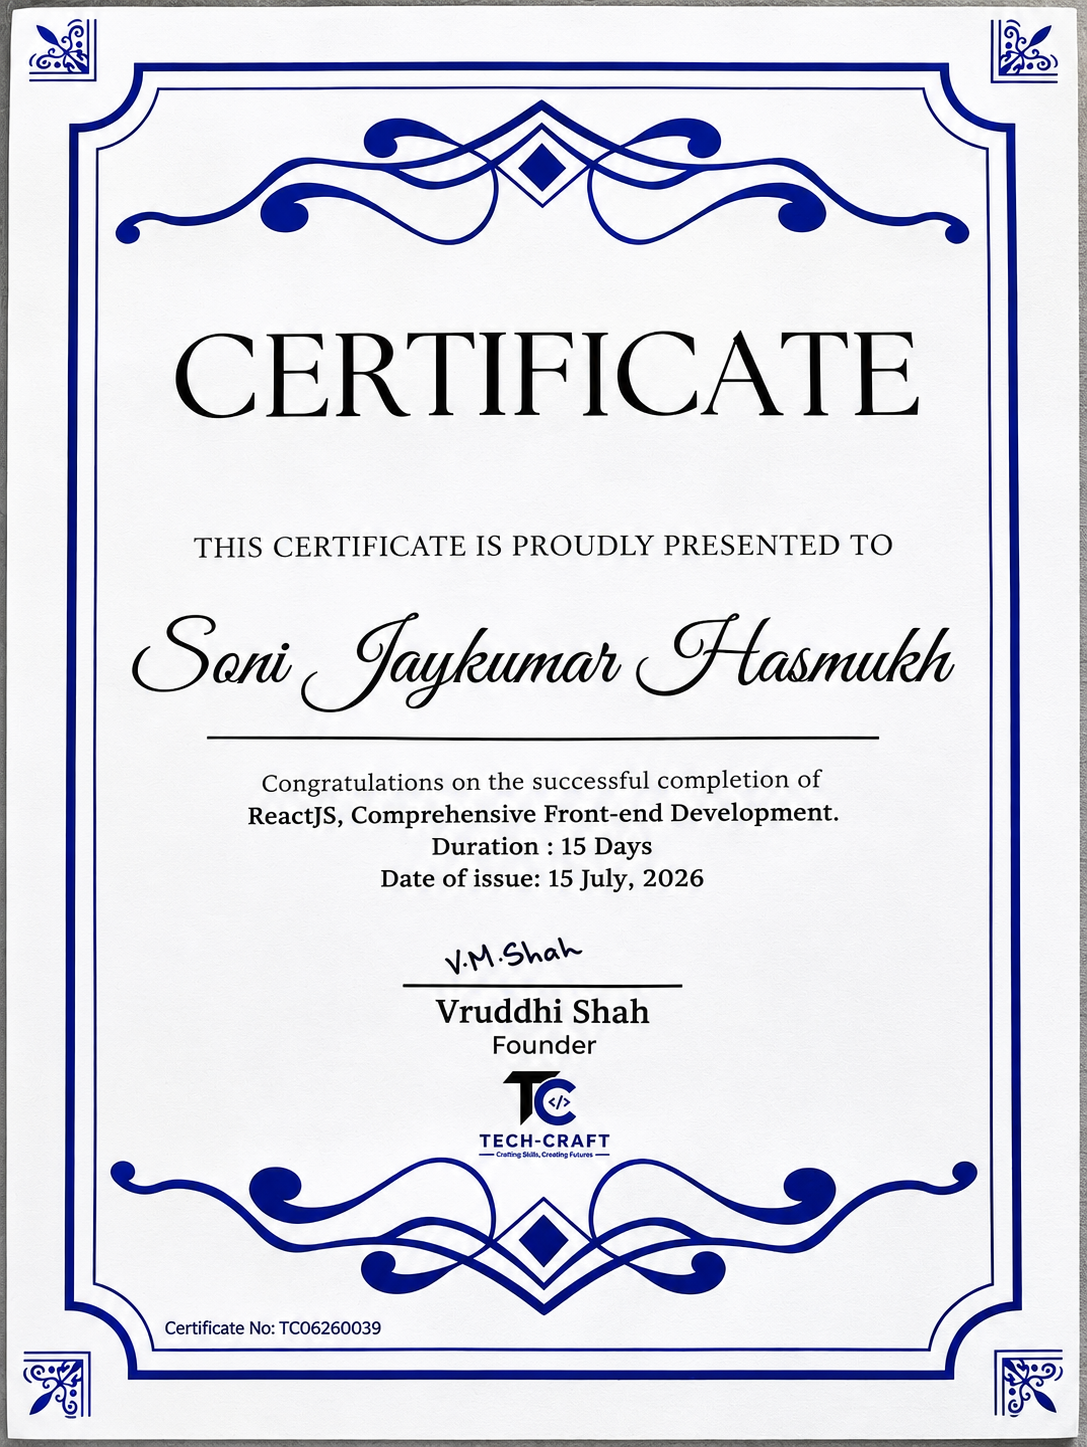 CERTIFICATE
THIS CERTIFICATE IS PROUDLY PRESENTED TO
Soni Jaykumar Hasmukh
Congratulations on the successful completion of
ReactJS, Comprehensive Front-end Development.
Duration : 15 Days
Date of issue: 15 July, 2026
V.M.Shah
Vruddhi Shah
Founder
TC
</>
TECH-CRAFT
Crafting Skills, Creating Futures
Certificate No: TC06260039